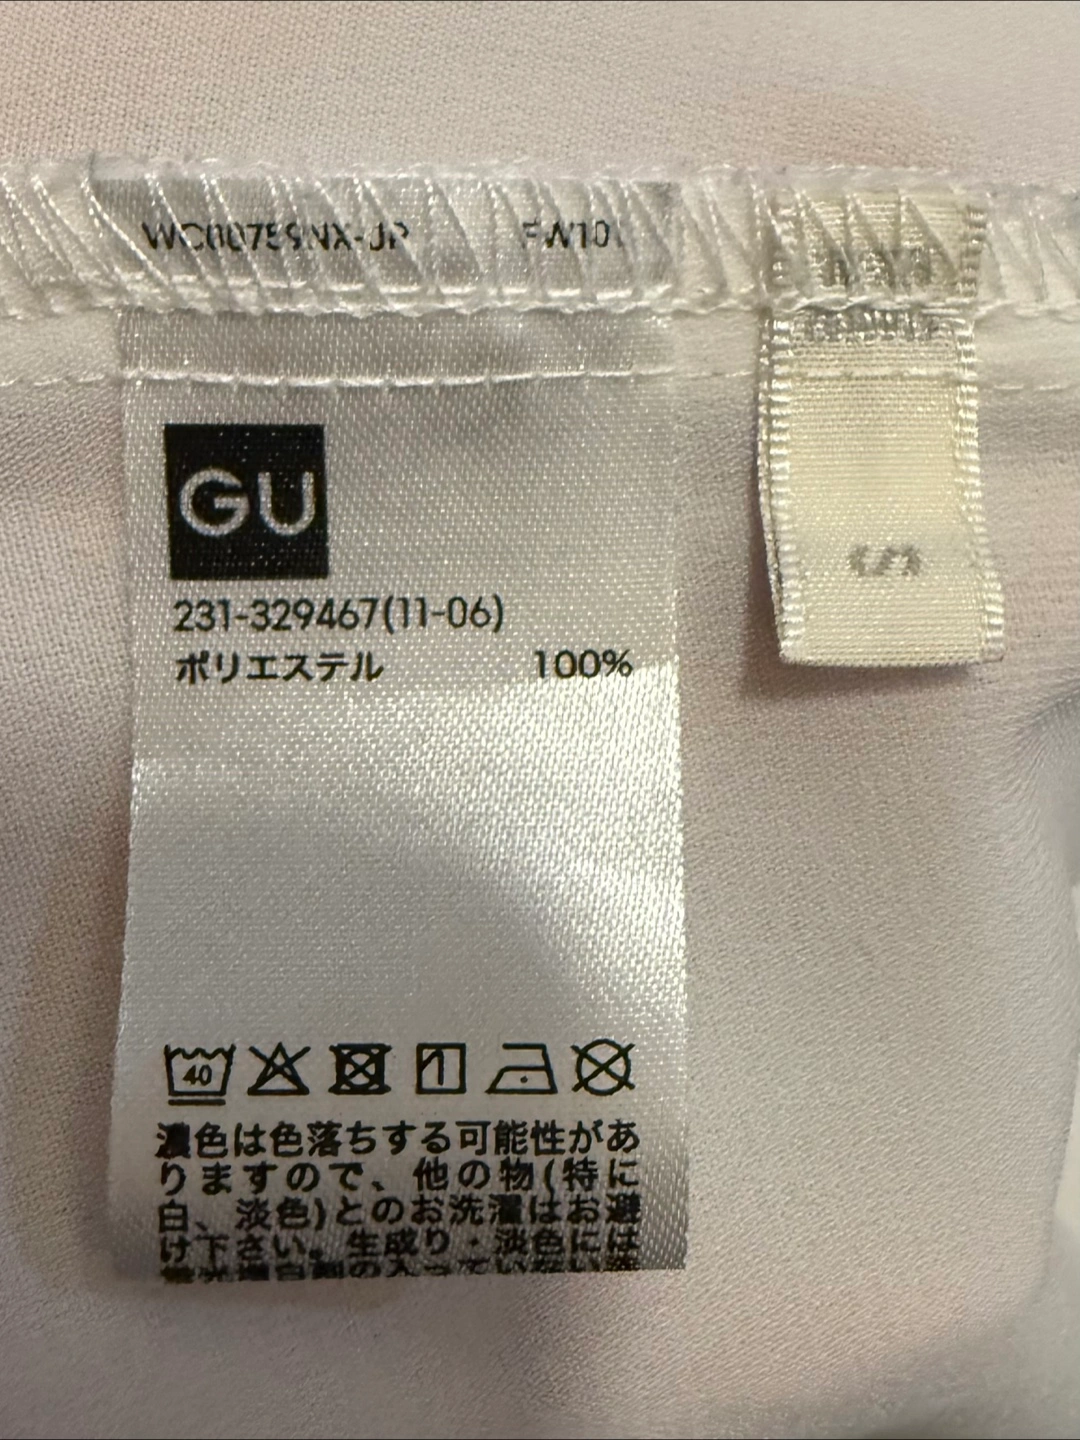 WC00759NX-JP
GU
231-329467(11-06)
ポリエステル 100%
40
濃色は色落ちする可能性があ
りますので、他の物(特に
白、淡色)とのお洗濯はお避
け下さい。生成り・淡色には